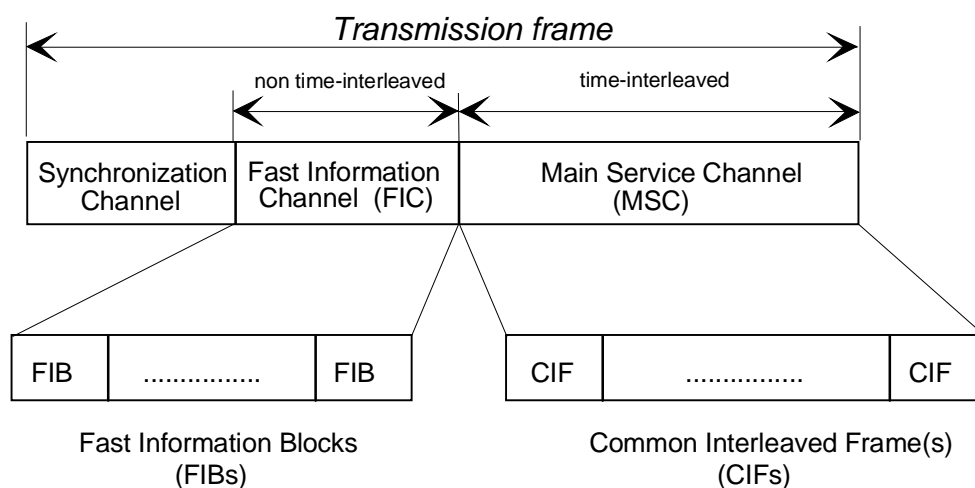 Transmission frame
non time-interleaved
time-interleaved
Synchronization
Channel
Fast Information
Channel (FIC)
Main Service Channel
(MSC)
FIB
...............
FIB
CIF
...............
CIF
Fast Information Blocks
(FIBs)
Common Interleaved Frame(s)
(CIFs)